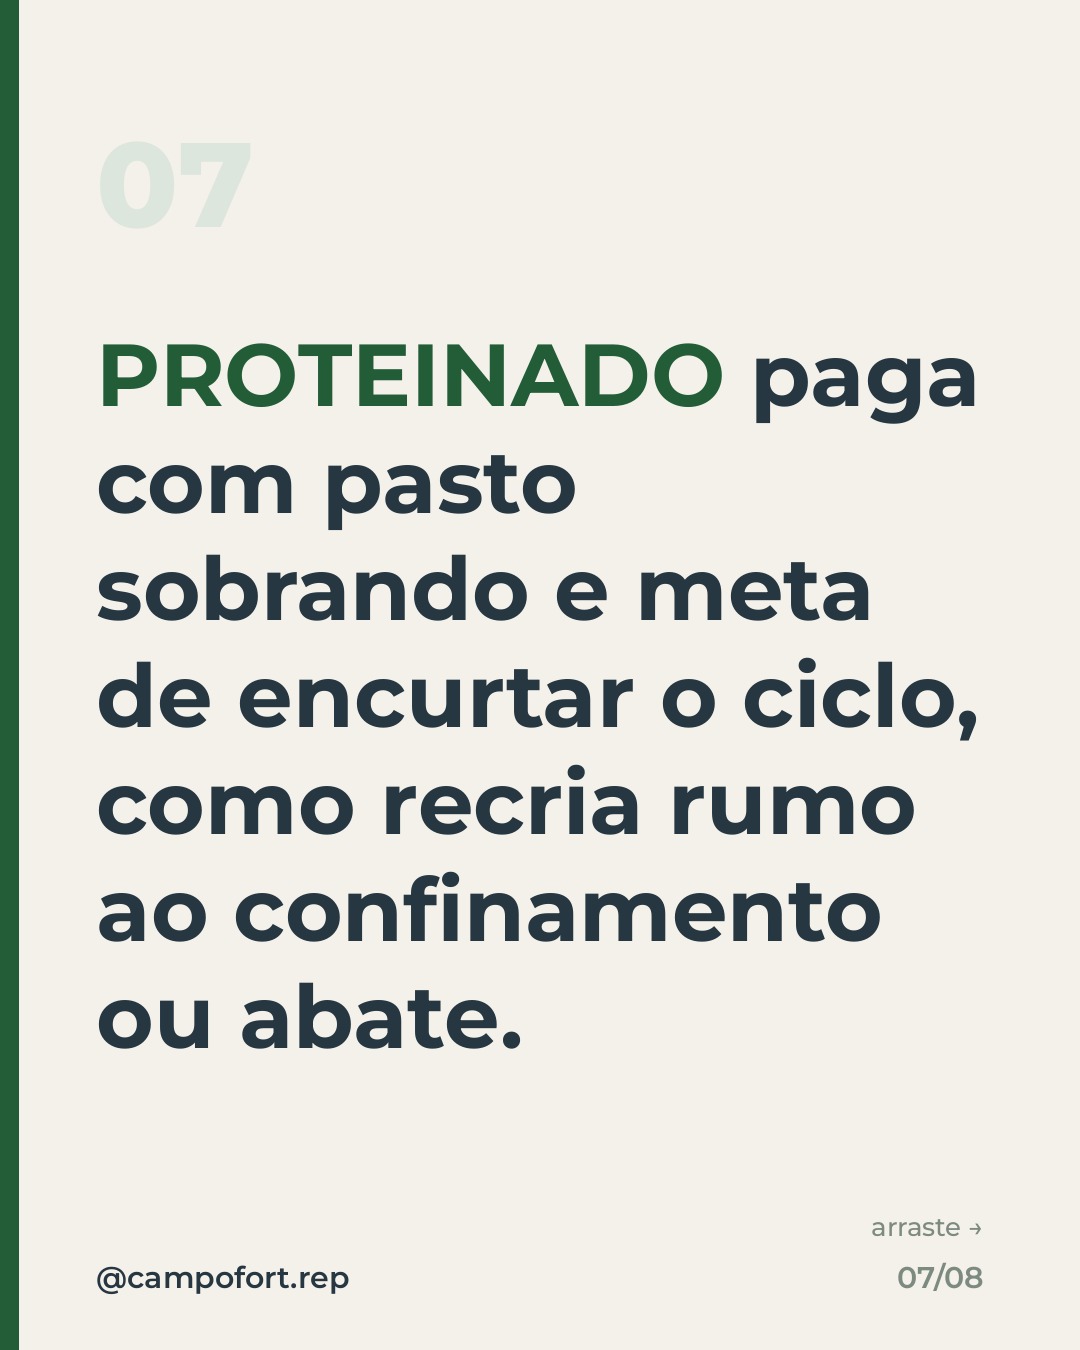 07
PROTEINADO paga
com pasto
sobrando e meta
de encurtar o ciclo,
como recria rumo
ao confinamento
ou abate.
arraste →
@campofort.rep
07/08